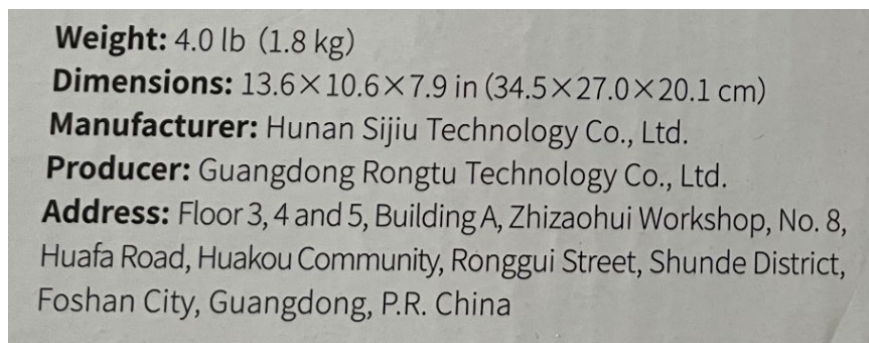 Weight: 4.0 lb (1.8 kg)
Dimensions: 13.6×10.6×7.9 in (34.5×27.0×20.1 cm)
Manufacturer: Hunan Sijiu Technology Co., Ltd.
Producer: Guangdong Rongtu Technology Co., Ltd.
Address: Floor 3, 4 and 5, Building A, Zhizaohui Workshop, No. 8,
Huafa Road, Huakou Community, Ronggui Street, Shunde District,
Foshan City, Guangdong, P.R. China